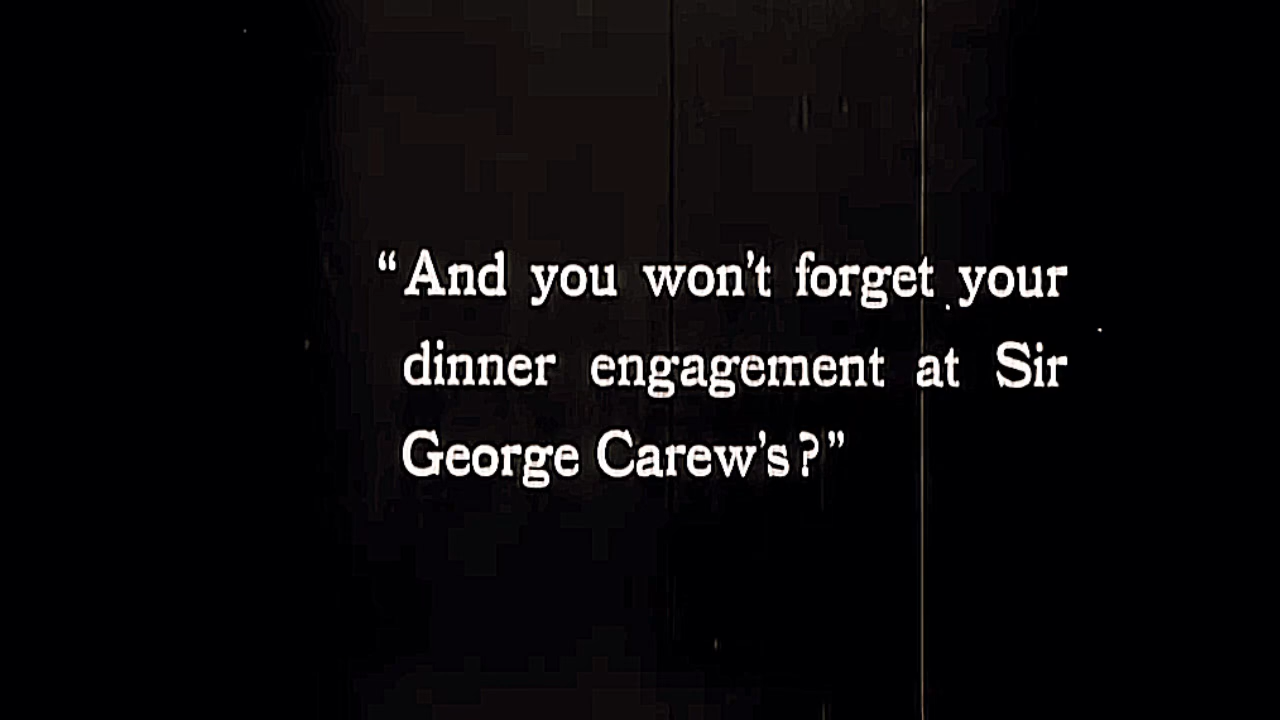 “And you won't forget your
dinner engagement at Sir
George Carew's?”